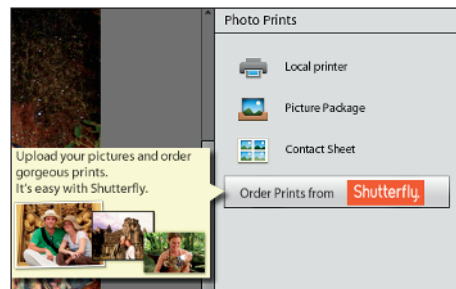 Photo Prints
Local printer
Picture Package
Contact Sheet
Order Prints from Shutterfly.
Upload your pictures and order
gorgeous prints.
It's easy with Shutterfly.